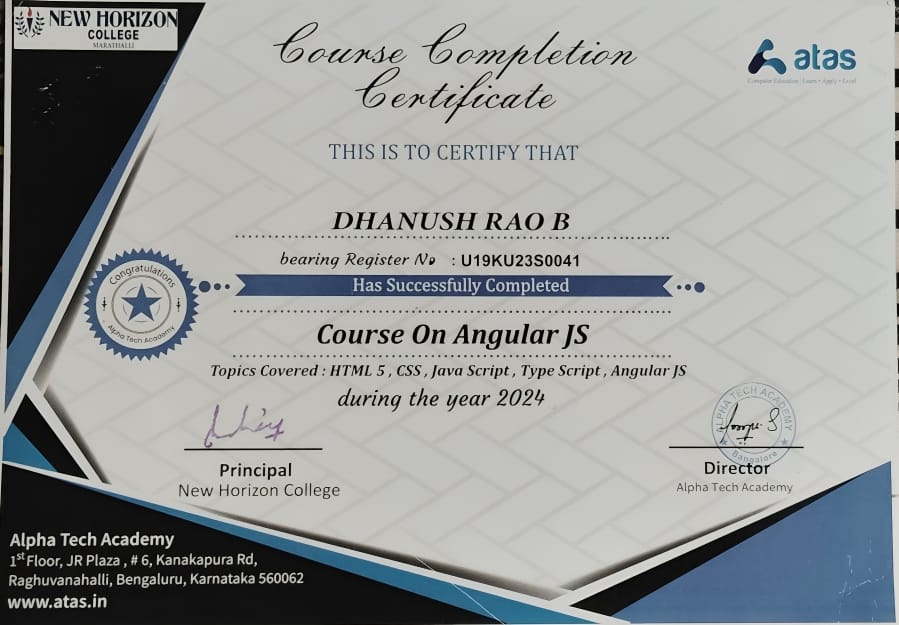 NEW HORIZON
COLLEGE
MARATHALLI
Course Completion
Certificate
atas
Computer Education | Learn • Apply • Excel
THIS IS TO CERTIFY THAT
DHANUSH RAO B
bearing Register No : U19KU23S0041
Has Successfully Completed
Congratulations
Alpha Tech Academy
Course On Angular JS
Topics Covered : HTML 5 , CSS , Java Script , Type Script , Angular JS
during the year 2024
ALPHA TECH ACADEMY
Bangalore
Principal
New Horizon College
Director
Alpha Tech Academy
Alpha Tech Academy
1st Floor, JR Plaza , # 6, Kanakapura Rd,
Raghuvanahalli, Bengaluru, Karnataka 560062
www.atas.in